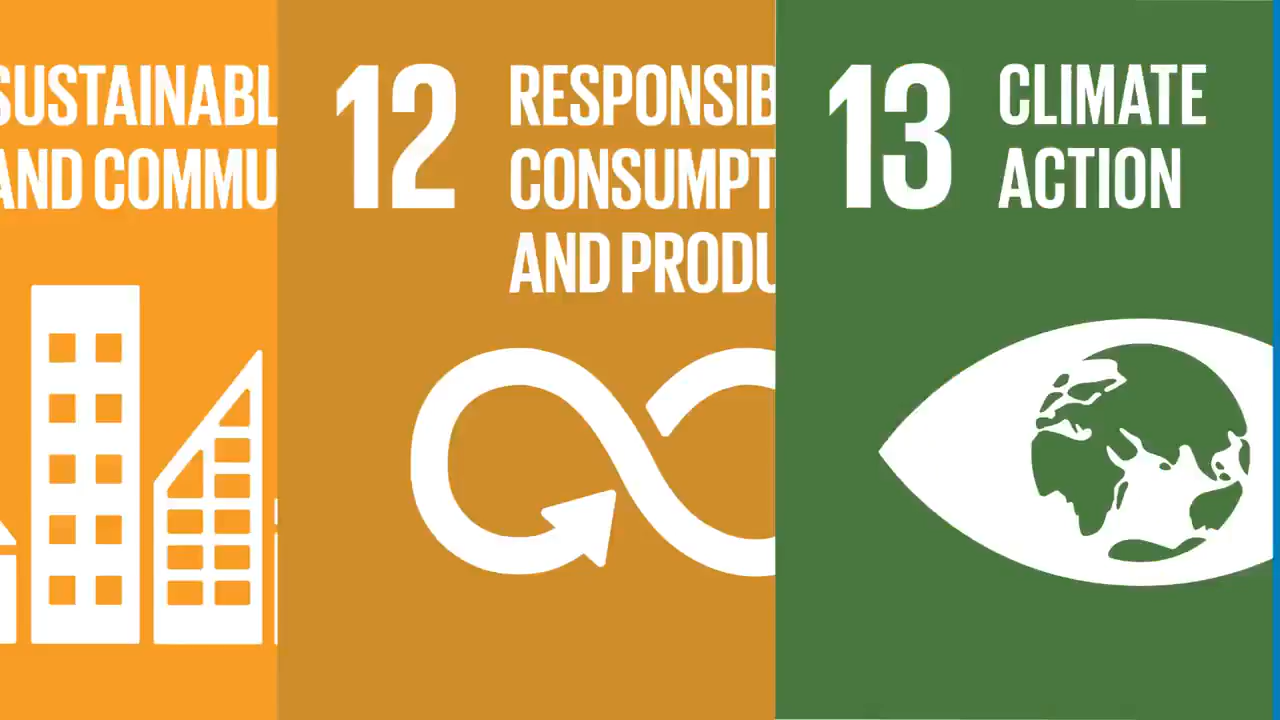 SUSTAINABL
AND COMMU
12
RESPONSIB
CONSUMPT
AND PRODU
13
CLIMATE
ACTION